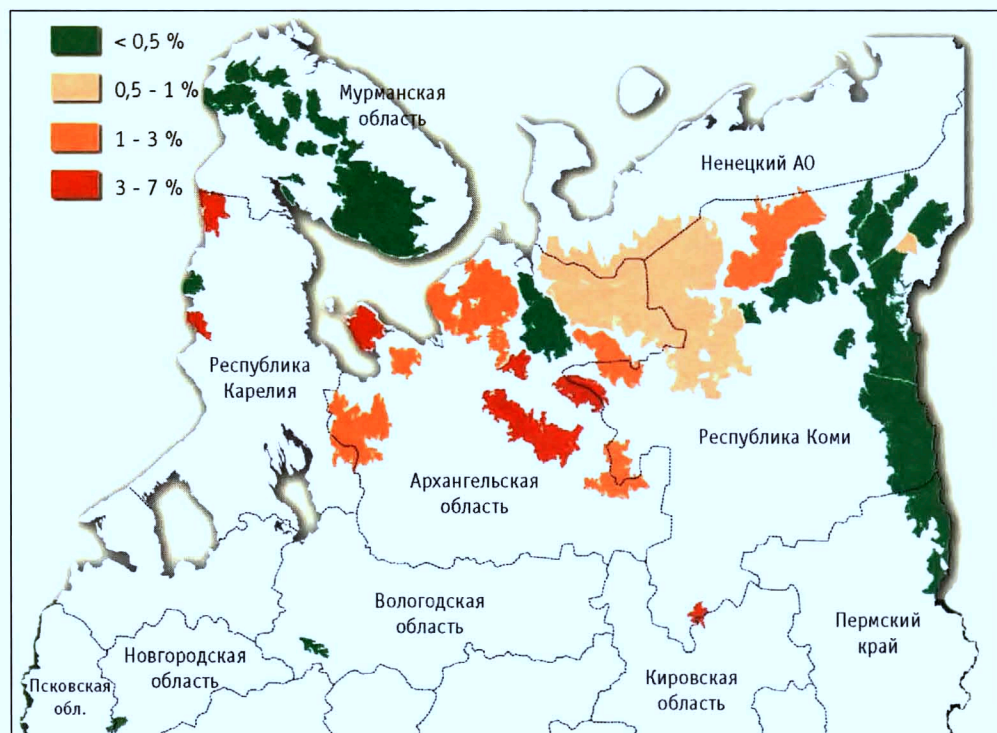 < 0,5 %
0,5 - 1 %
1 - 3 %
3 - 7 %
Мурманская
область
Ненецкий АО
Республика
Карелия
Республика Коми
Архангельская
область
Вологодская
область
Пермский
край
Новгородская
область
Псковская
обл.
Кировская
область